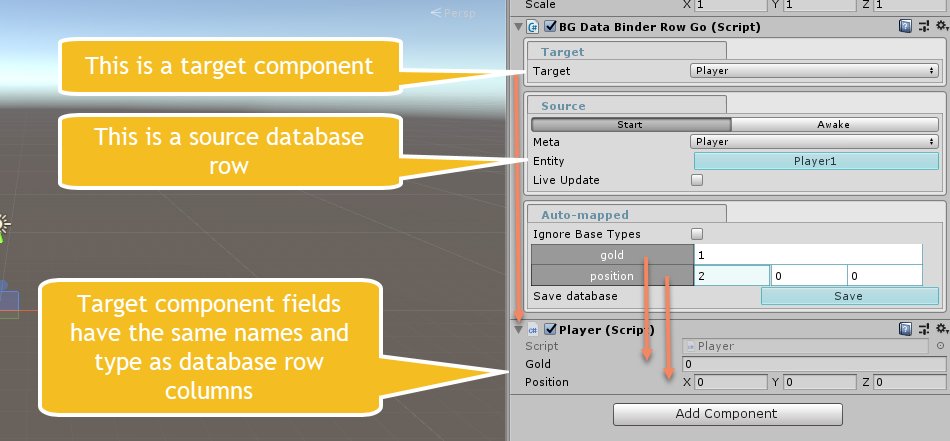 Persp
Scale X 1 Y 1 Z 1
BG Data Binder Row Go (Script)
Target
Target Player
Source
Start Awake
Meta Player
Entity Player1
Live Update
Auto-mapped
Ignore Base Types
gold 1
position 2 0 0
Save database Save
Player (Script)
Script Player
Gold 0
Position X 0 Y 0 Z 0
Add Component
This is a target component
This is a source database
row
Target component fields
have the same names and
type as database row
columns